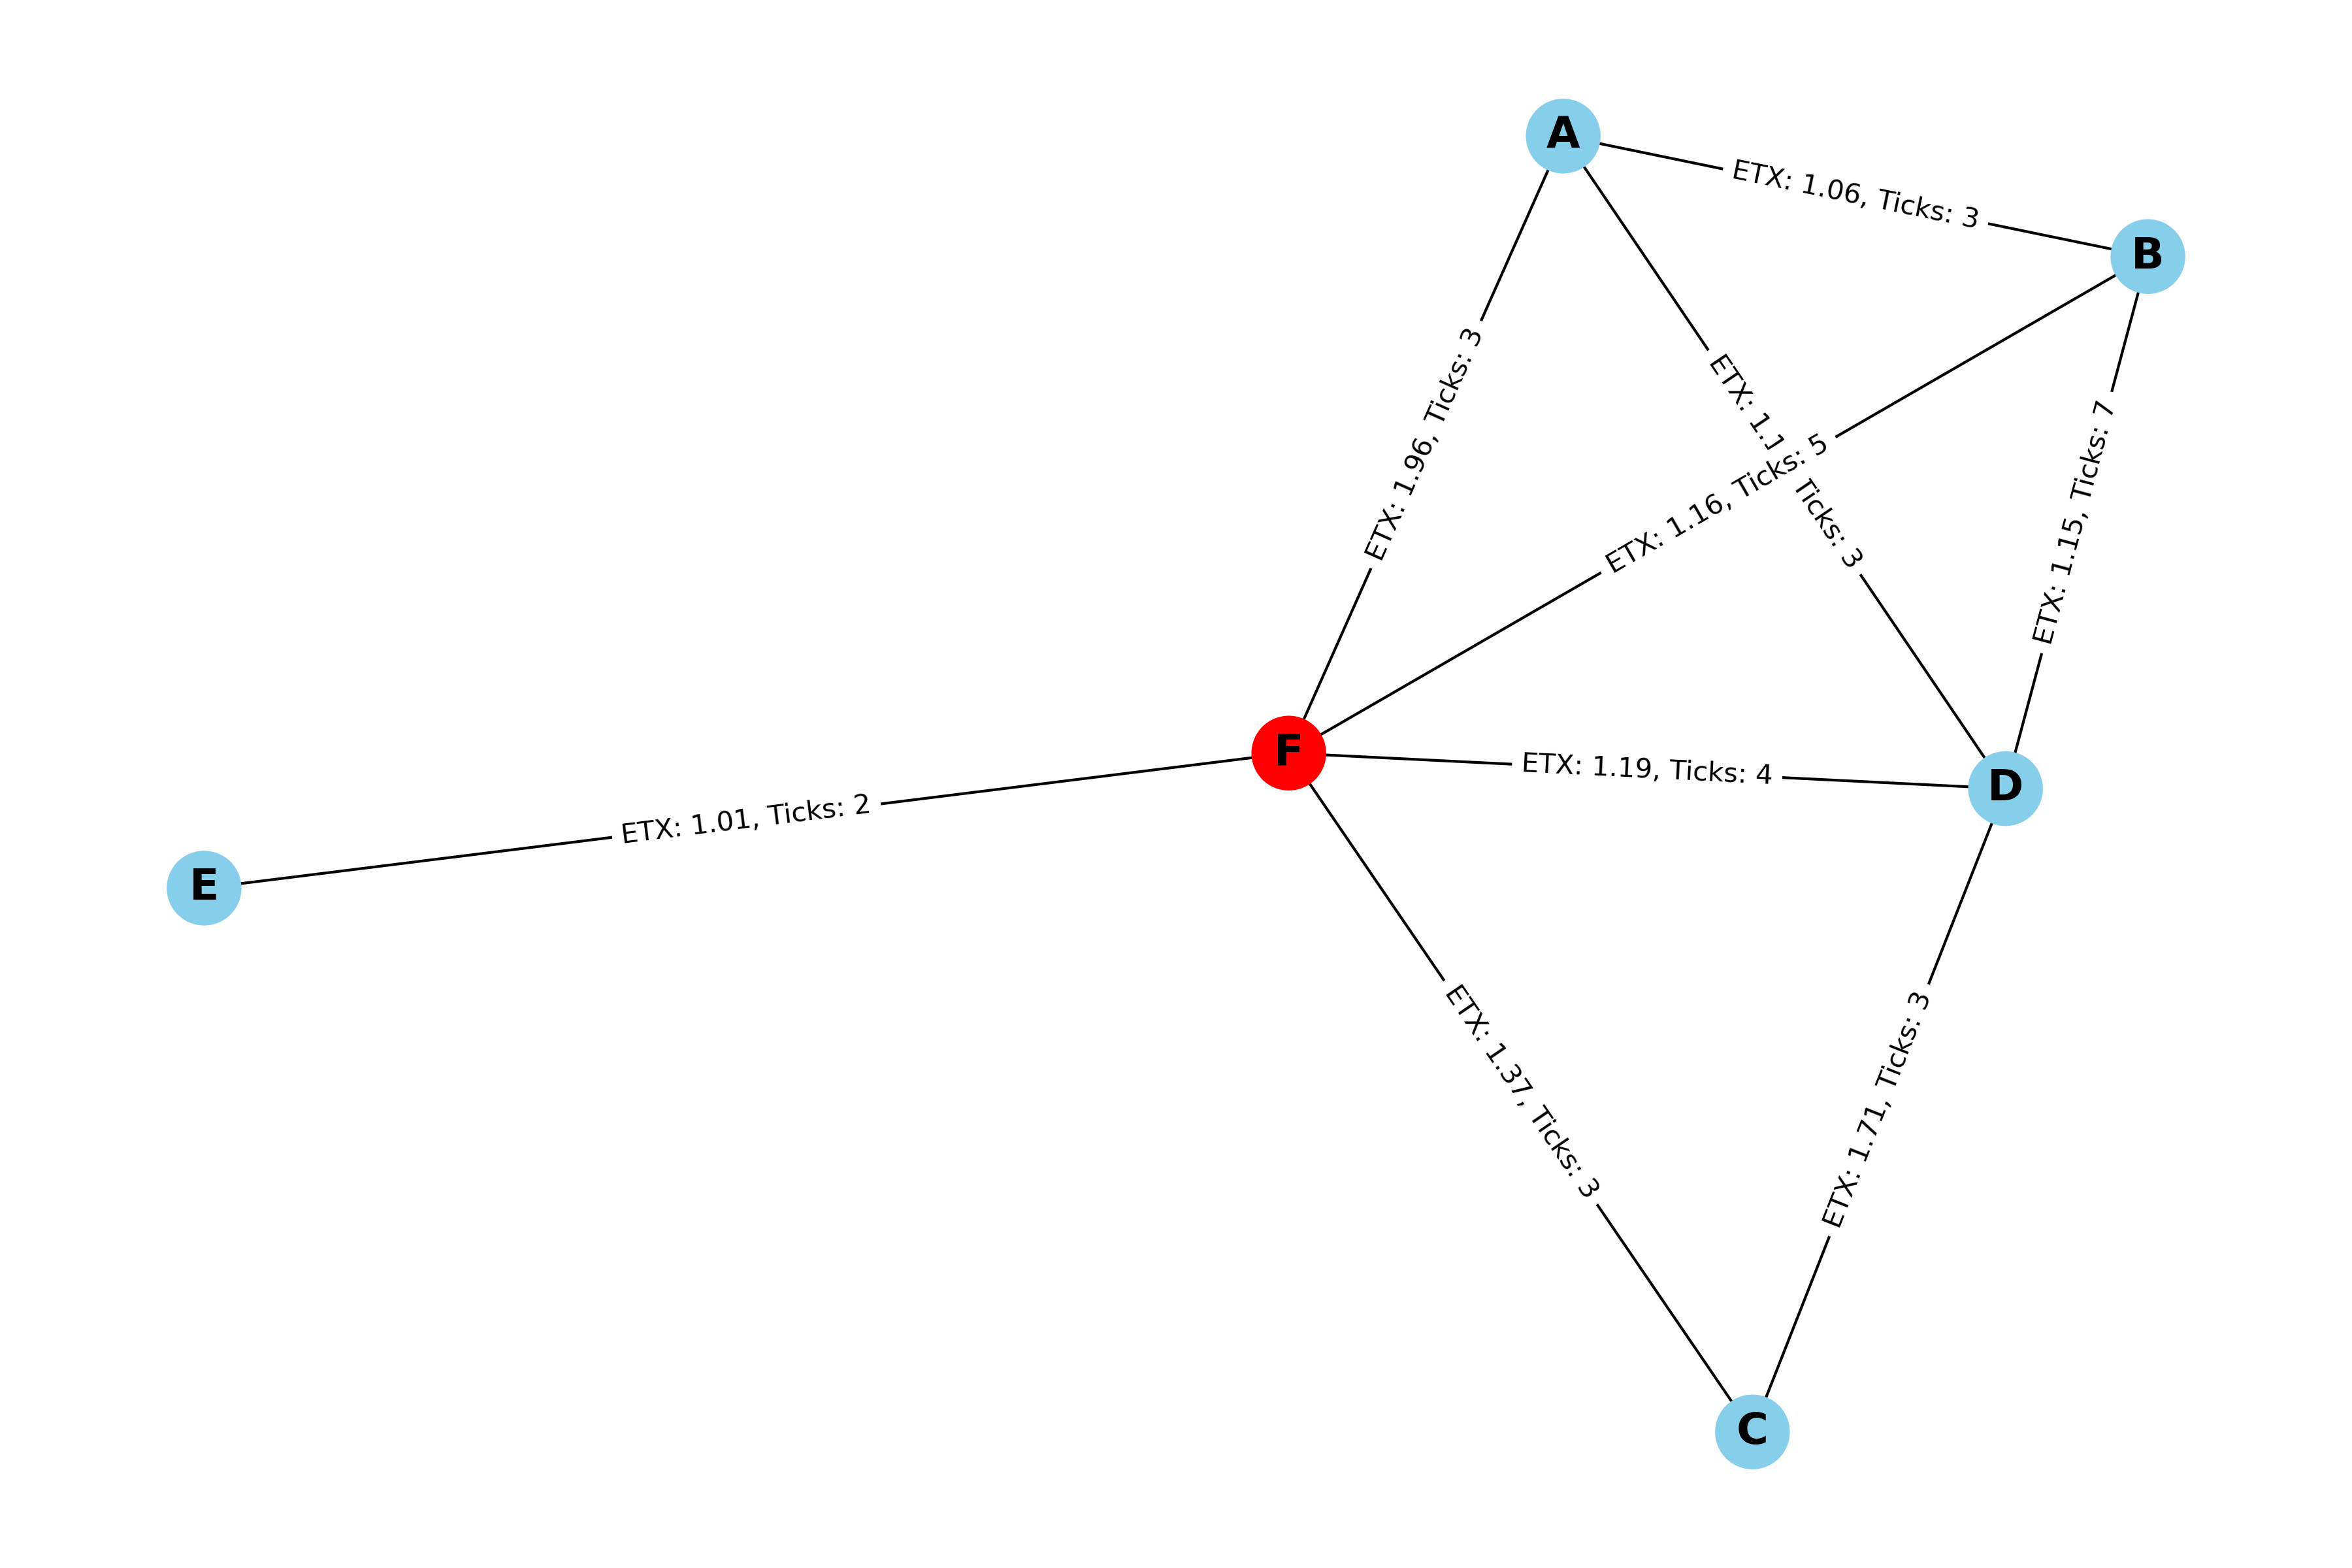 A
ETX: 1.06, Ticks: 3
B
ETX: 1.96, Ticks: 3
ETX: 1.1
Ticks: 3
ETX: 1.16, Ticks: 5
ETX: 1.15, Ticks: 7
F
ETX: 1.19, Ticks: 4
D
ETX: 1.01, Ticks: 2
E
ETX: 1.37, Ticks: 3
ETX: 1.71, Ticks: 3
C